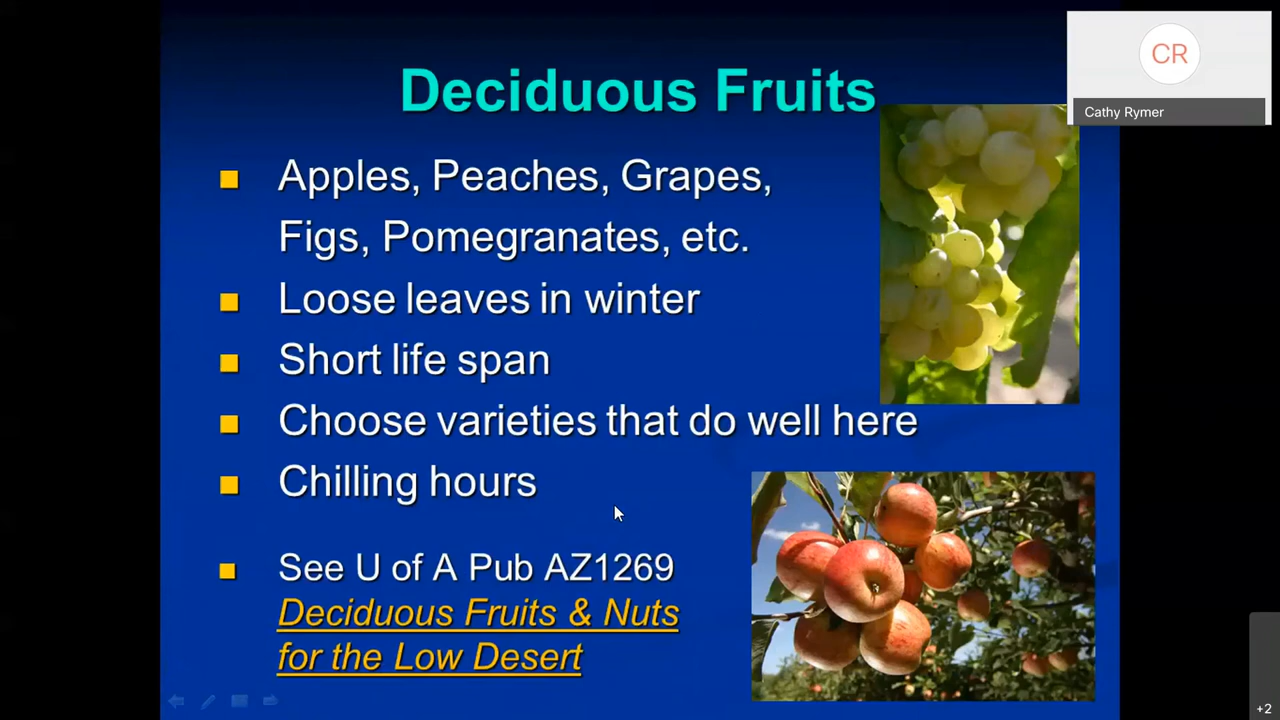 Deciduous Fruits
Apples, Peaches, Grapes,
Figs, Pomegranates, etc.
Loose leaves in winter
Short life span
Choose varieties that do well here
Chilling hours
See U of A Pub AZ1269
Deciduous Fruits & Nuts
for the Low Desert
CR
Cathy Rymer
+2